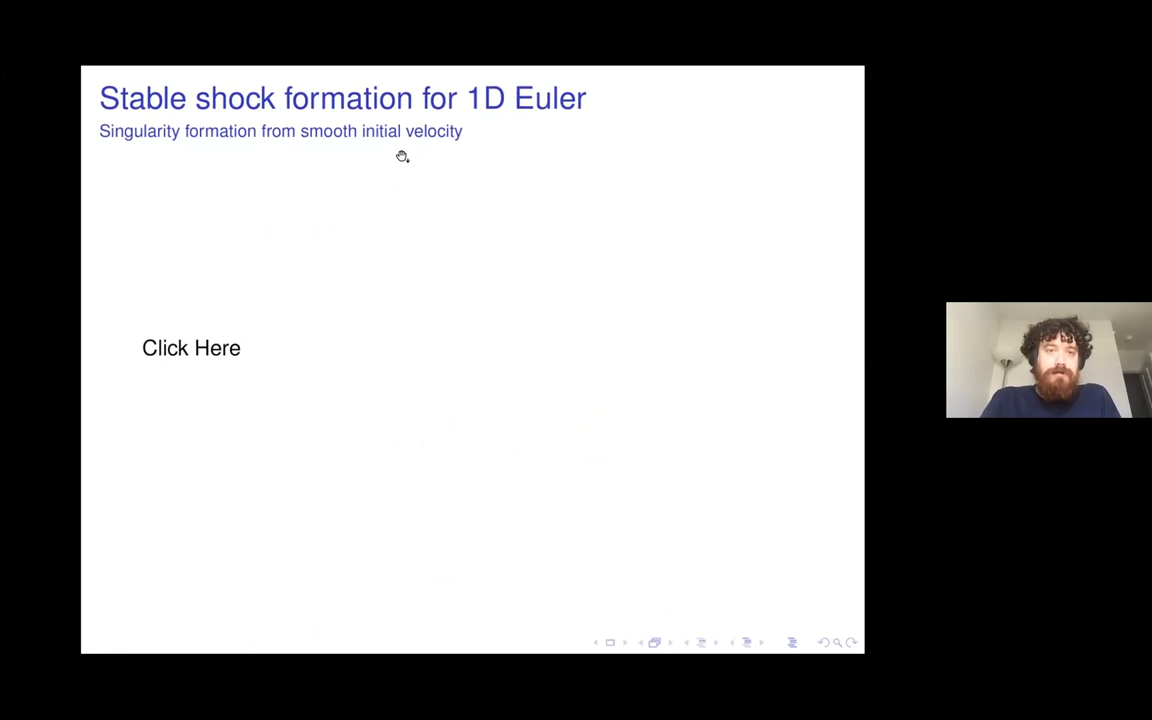 Stable shock formation for 1D Euler
Singularity formation from smooth initial velocity
Click Here